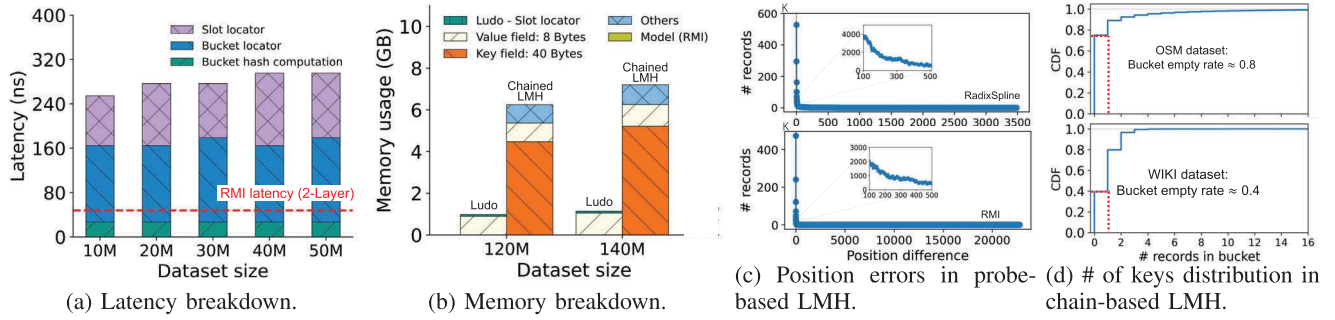 400
320
240
160
80
0
Latency (ns)
Slot locator
Bucket locator
Bucket hash computation
RMI latency (2-Layer)
10M 20M 30M 40M 50M
Dataset size
(a) Latency breakdown.
10
8
6
4
2
0
Memory usage (GB)
Ludo - Slot locator
Value field: 8 Bytes
Key field: 40 Bytes
Others
Model (RMI)
Chained
LMH
Chained
LMH
Ludo
Ludo
120M 140M
Dataset size
(b) Memory breakdown.
K
600
400
200
0
# records
4000
2000
0
100 200 300 400 500
RadixSpline
0 500 1000 1500 2000 2500 3000 3500
K
400
200
0
# records
3000
2000
1000
0
100 200 300 400 500
RMI
0 5000 10000 15000 20000
Position difference
(c) Position errors in probe-
based LMH.
1.0
0.8
0.6
0.4
0.2
0.0
CDF
OSM dataset:
Bucket empty rate ≈ 0.8
1.0
0.8
0.6
0.4
0.2
0.0
CDF
WIKI dataset:
Bucket empty rate ≈ 0.4
0 2 4 6 8 10 12 14 16
# records in bucket
(d) # of keys distribution in
chain-based LMH.